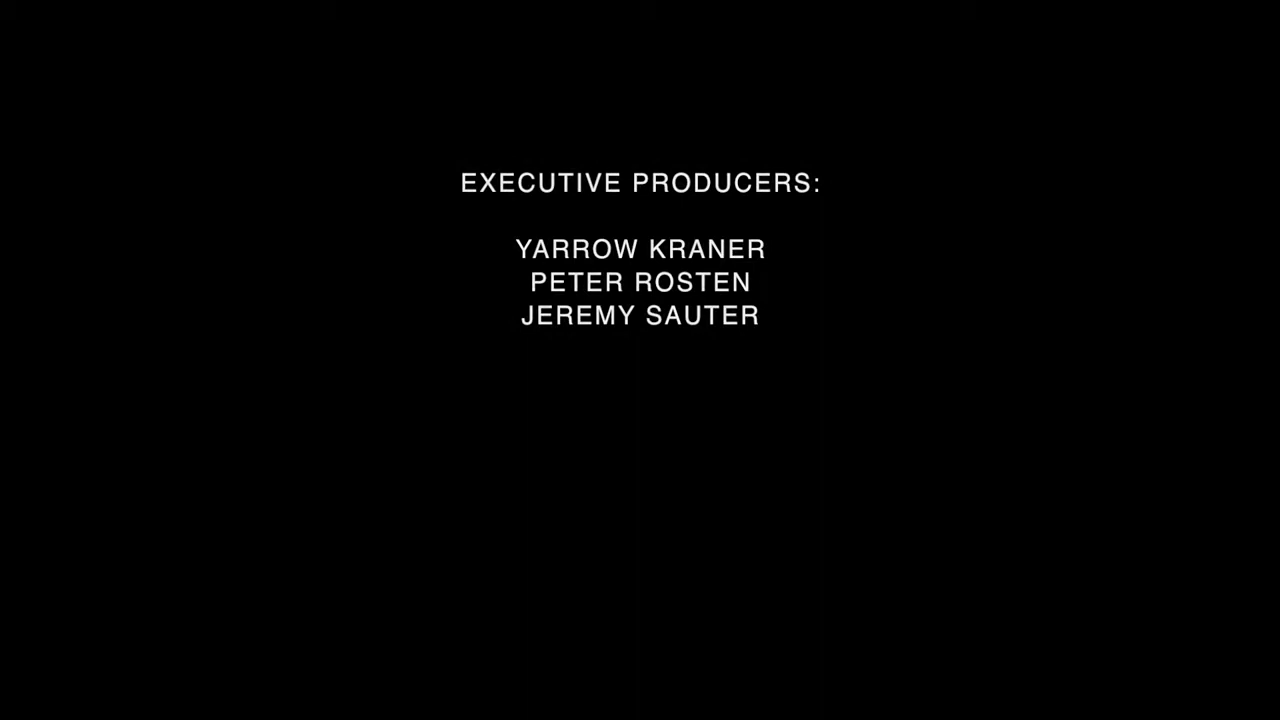 EXECUTIVE PRODUCERS:
YARROW KRANER
PETER ROSTEN
JEREMY SAUTER